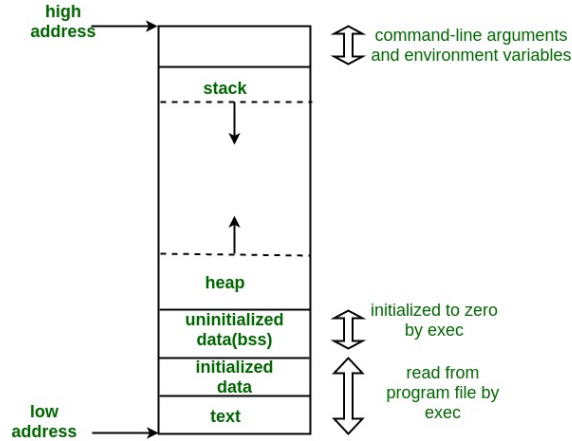 high
address
command-line arguments
and environment variables
stack
heap
uninitialized
data(bss)
initialized to zero
by exec
initialized
data
read from
program file by
exec
text
low
address